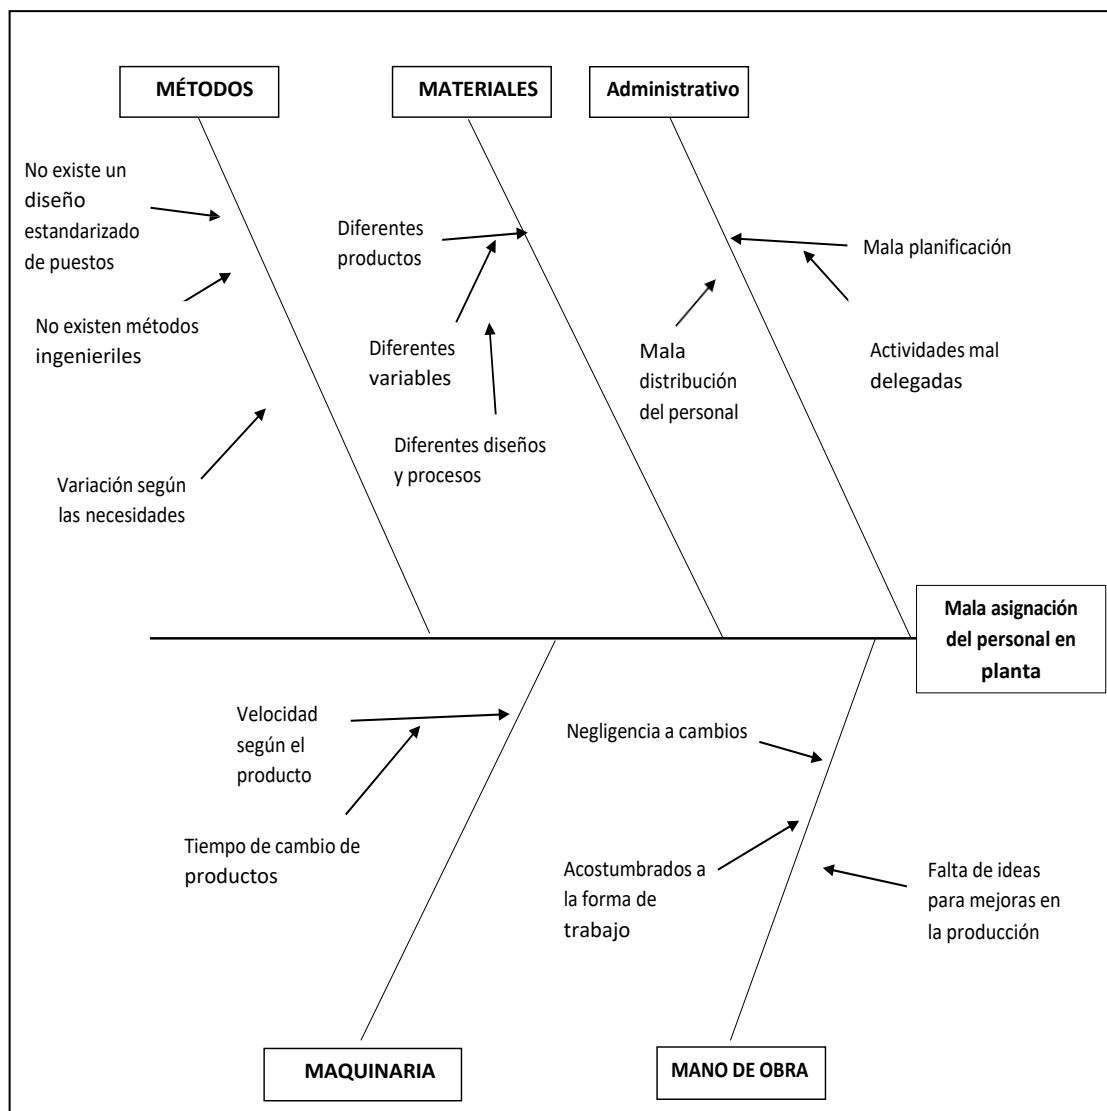 MÉTODOS
MATERIALES
Administrativo
No existe un
diseño
estandarizado
de puestos
No existen métodos
ingenieriles
Variación según
las necesidades
Diferentes
productos
Diferentes
variables
Diferentes diseños
y procesos
Mala planificación
Mala
distribución
del personal
Actividades mal
delegadas
Mala asignación
del personal en
planta
Velocidad
según el
producto
Tiempo de cambio de
productos
Negligencia a cambios
Acostumbrados a
la forma de
trabajo
Falta de ideas
para mejoras en
la producción
MAQUINARIA
MANO DE OBRA